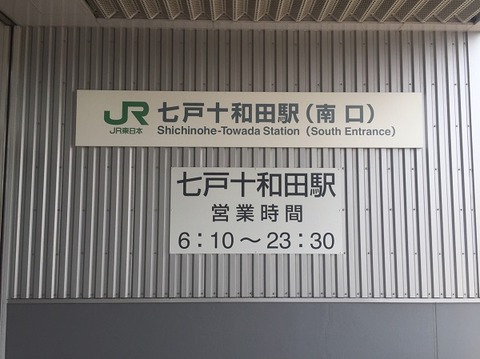 JR 七戸十和田駅（南口）
JR東日本 Shichinohe-Towada Station (South Entrance)
七戸十和田駅
営業時間
6：10～23：30